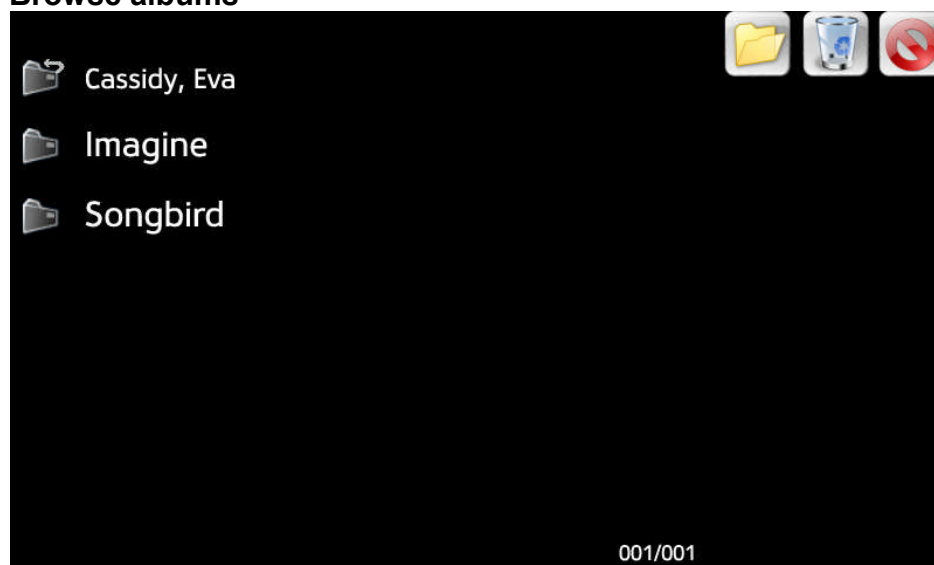 Browse albums
Cassidy, Eva
Imagine
Songbird
001/001